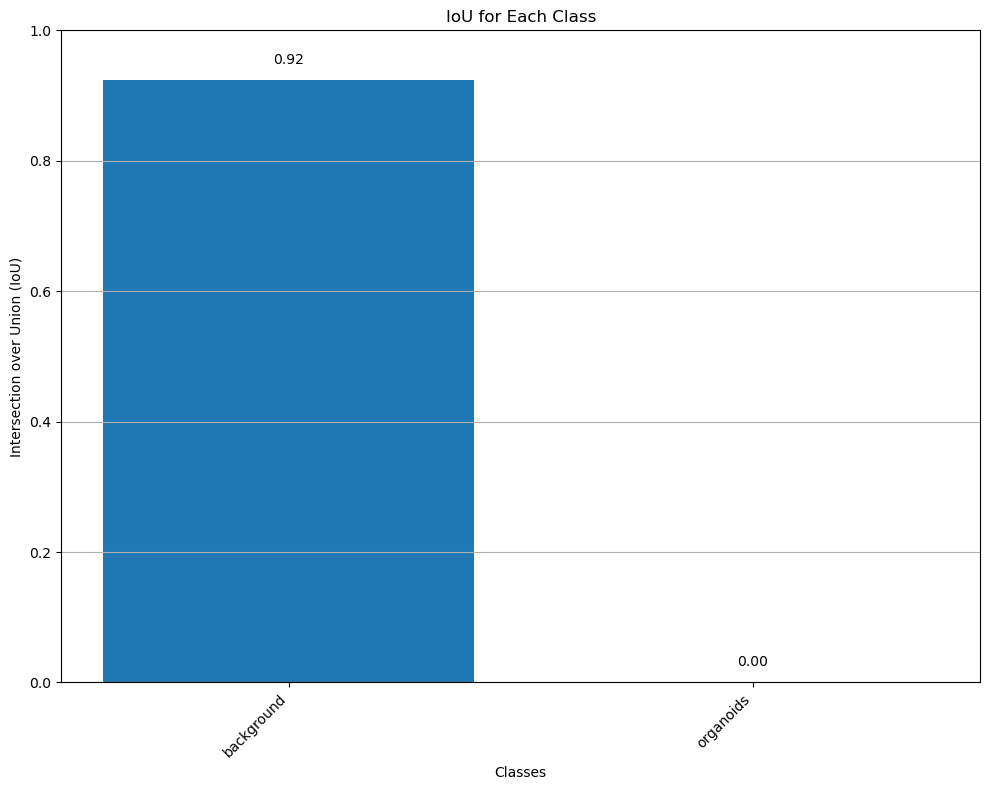 IoU for Each Class
Intersection over Union (IoU)
1.0
0.8
0.6
0.4
0.2
0.0
0.92
0.00
background
organoids
Classes